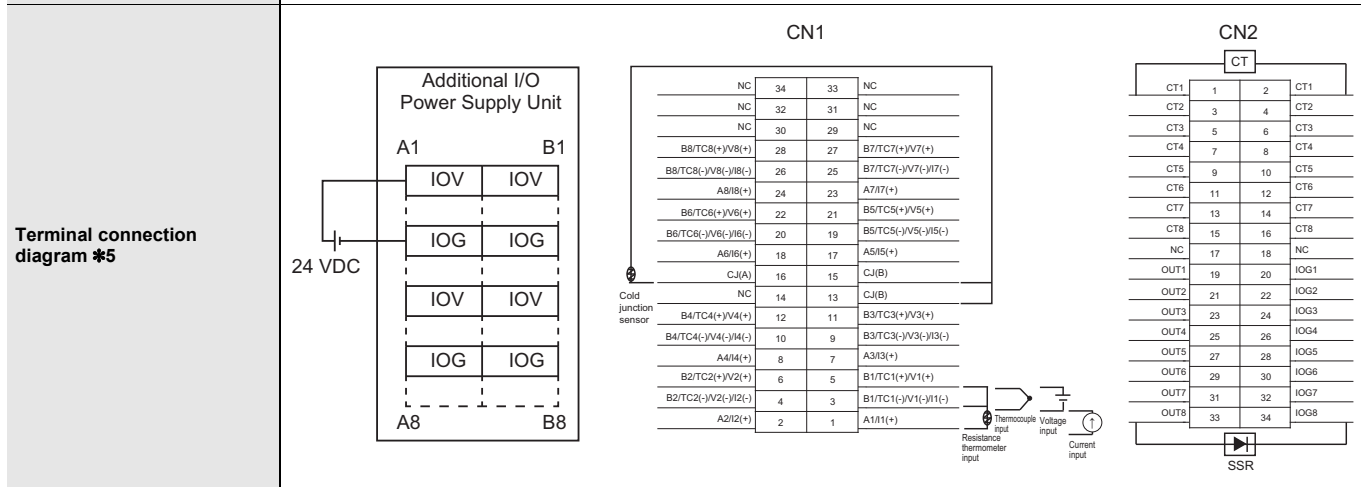 Terminal connection
diagram ✱5
Additional I/O
Power Supply Unit
A1 B1
IOV IOV
IOG IOG
24 VDC
IOV IOV
IOG IOG
A8 B8
CN1
NC 34 33 NC
NC 32 31 NC
NC 30 29 NC
B8/TC8(+)/V8(+) 28 27 B7/TC7(+)/V7(+)
B8/TC8(-)/V8(-)/I8(-) 26 25 B7/TC7(-)/V7(-)/I7(-)
A8/I8(+) 24 23 A7/I7(+)
B6/TC6(+)/V6(+) 22 21 B5/TC5(+)/V5(+)
B6/TC6(-)/V6(-)/I6(-) 20 19 B5/TC5(-)/V5(-)/I5(-)
A6/I6(+) 18 17 A5/I5(+)
CJ(A) 16 15 CJ(B)
NC 14 13 CJ(B)
B4/TC4(+)/V4(+) 12 11 B3/TC3(+)/V3(+)
B4/TC4(-)/V4(-)/I4(-) 10 9 B3/TC3(-)/V3(-)/I3(-)
A4/I4(+) 8 7 A3/I3(+)
B2/TC2(+)/V2(+) 6 5 B1/TC1(+)/V1(+)
B2/TC2(-)/V2(-)/I2(-) 4 3 B1/TC1(-)/V1(-)/I1(-)
A2/I2(+) 2 1 A1/I1(+)
Cold
junction
sensor
Resistance
thermometer
input
Thermocouple
input
Voltage
input
Current
input
CN2
CT
CT1 1 2 CT1
CT2 3 4 CT2
CT3 5 6 CT3
CT4 7 8 CT4
CT5 9 10 CT5
CT6 11 12 CT6
CT7 13 14 CT7
CT8 15 16 CT8
NC 17 18 NC
OUT1 19 20 IOG1
OUT2 21 22 IOG2
OUT3 23 24 IOG3
OUT4 25 26 IOG4
OUT5 27 28 IOG5
OUT6 29 30 IOG6
OUT7 31 32 IOG7
OUT8 33 34 IOG8
SSR